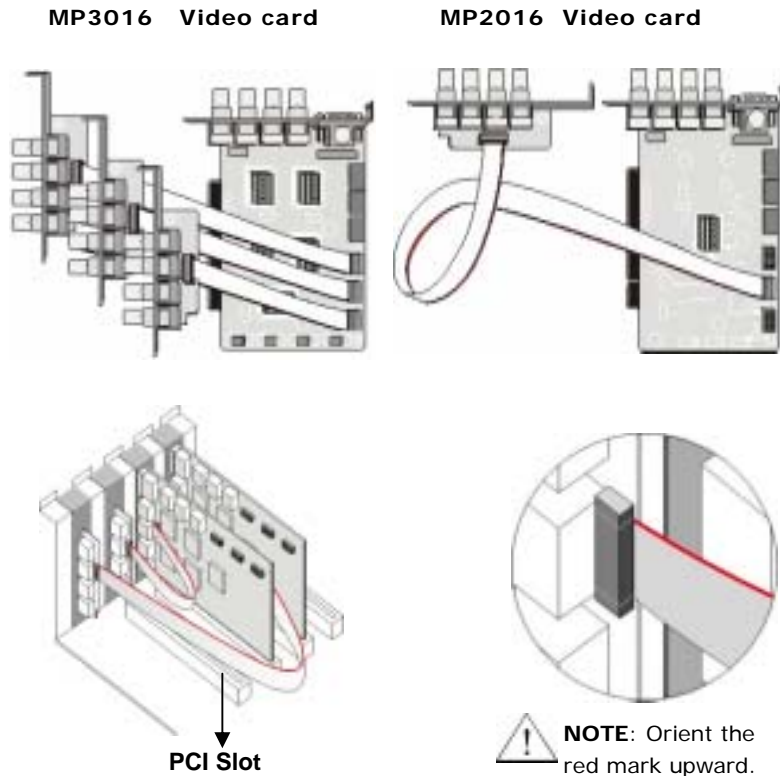 MP3016 Video card MP2016 Video card
PCI Slot
NOTE: Orient the
red mark upward.